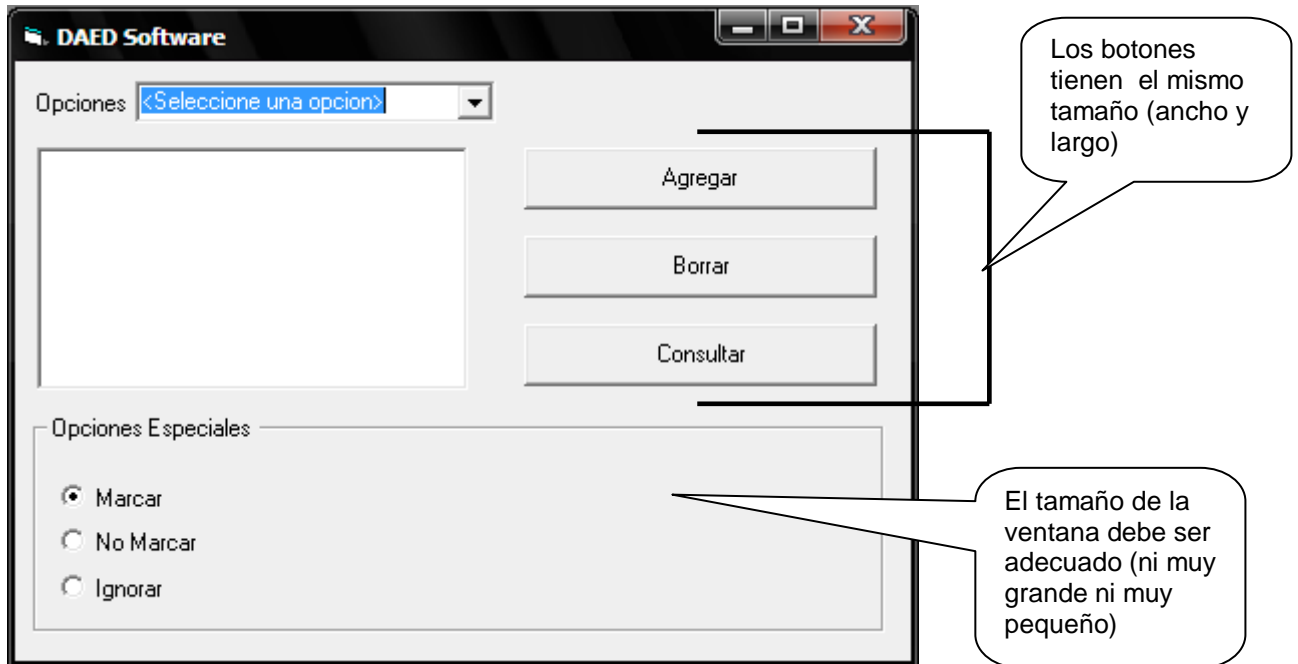 DAED Software
Opciones <Seleccione una opcion>
Agregar
Borrar
Consultar
Opciones Especiales
Marcar
No Marcar
Ignorar
Los botones
tienen el mismo
tamaño (ancho y
largo)
El tamaño de la
ventana debe ser
adecuado (ni muy
grande ni muy
pequeño)